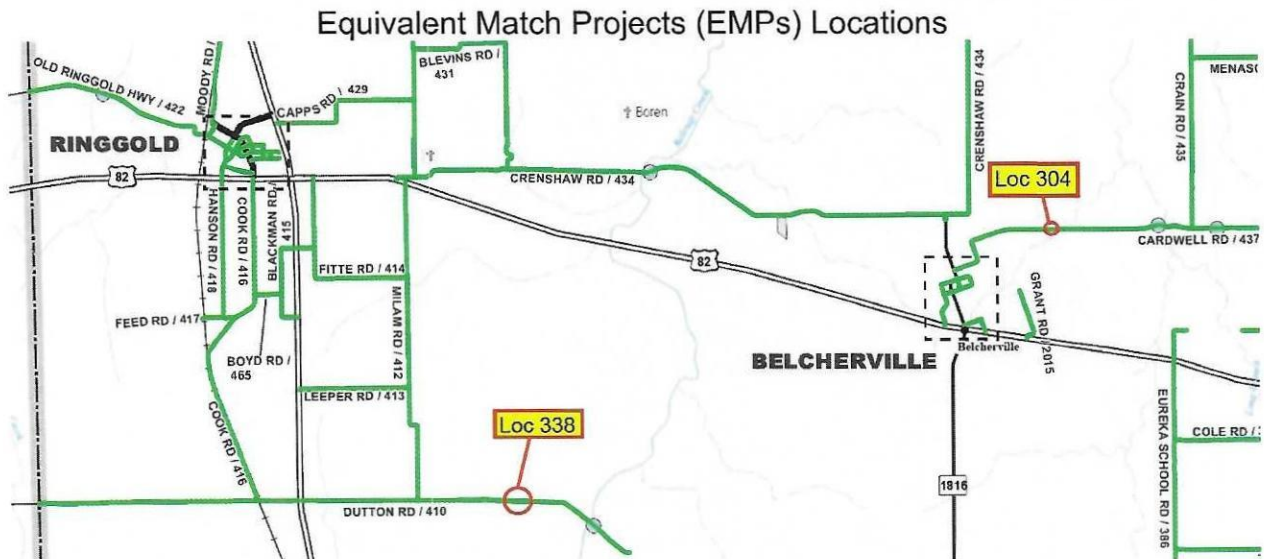 Equivalent Match Projects (EMPs) Locations
OLD RINGGOLD HWY / 422
MOODY RD /
CAPPS RD / 429
BLEVINS RD /
431
RINGGOLD
Boren
CRENSHAW RD / 434
CRAIN RD / 435
82
CRENSHAW RD / 434
Loc 304
CARDWELL RD / 437
HANSON RD / 418
COOK RD / 416
BLACKMAN RD /
415
FITTE RD / 414
MILAM RD / 412
82
FEED RD / 417
BOYD RD /
465
GRANT RD / 2015
Belcherville
BELCHERVILLE
LEEPER RD / 413
COOK RD / 416
Loc 338
EUREKA SCHOOL RD / 386
COLE RD /
1816
DUTTON RD / 410